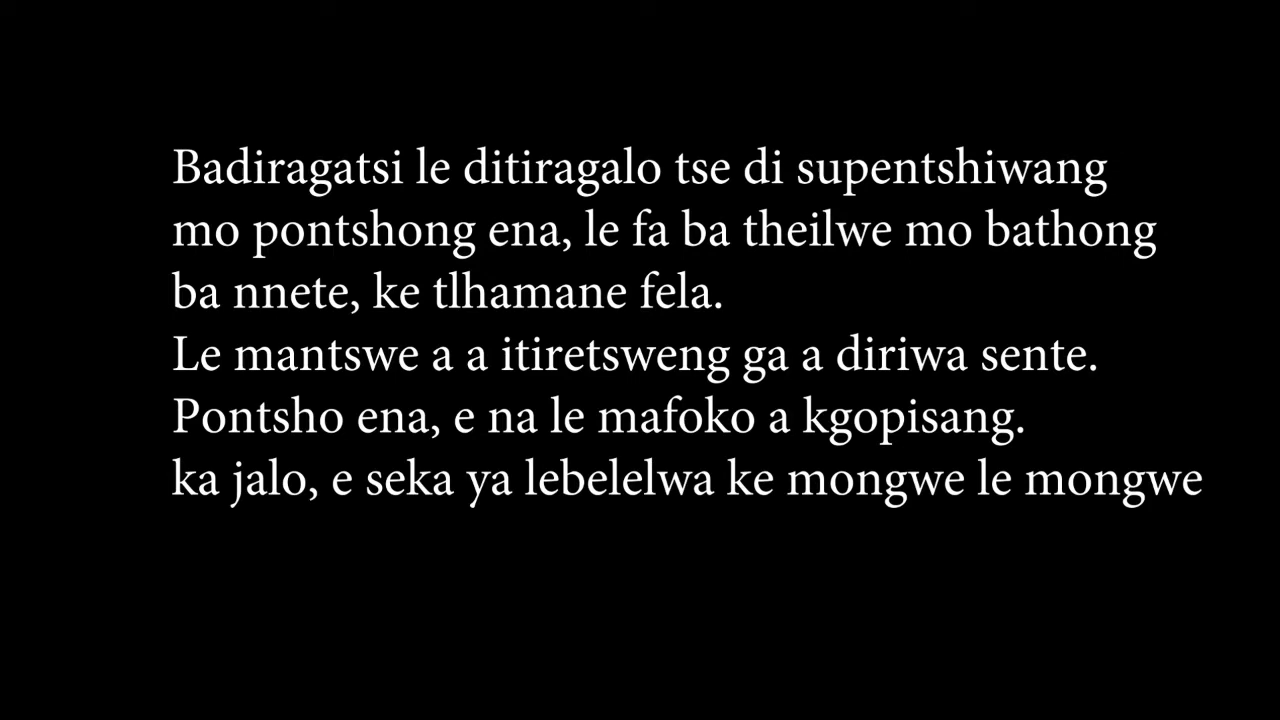 Badiragatsi le ditiragalo tse di supentshiwang
mo pontshong ena, le fa ba theilwe mo bathong
ba nnete, ke tlhamane fela.
Le mantswe a a itiretsweng ga a diriwa sente.
Pontsho ena, e na le mafoko a kgopisang.
ka jalo, e seka ya lebelelwa ke mongwe le mongwe